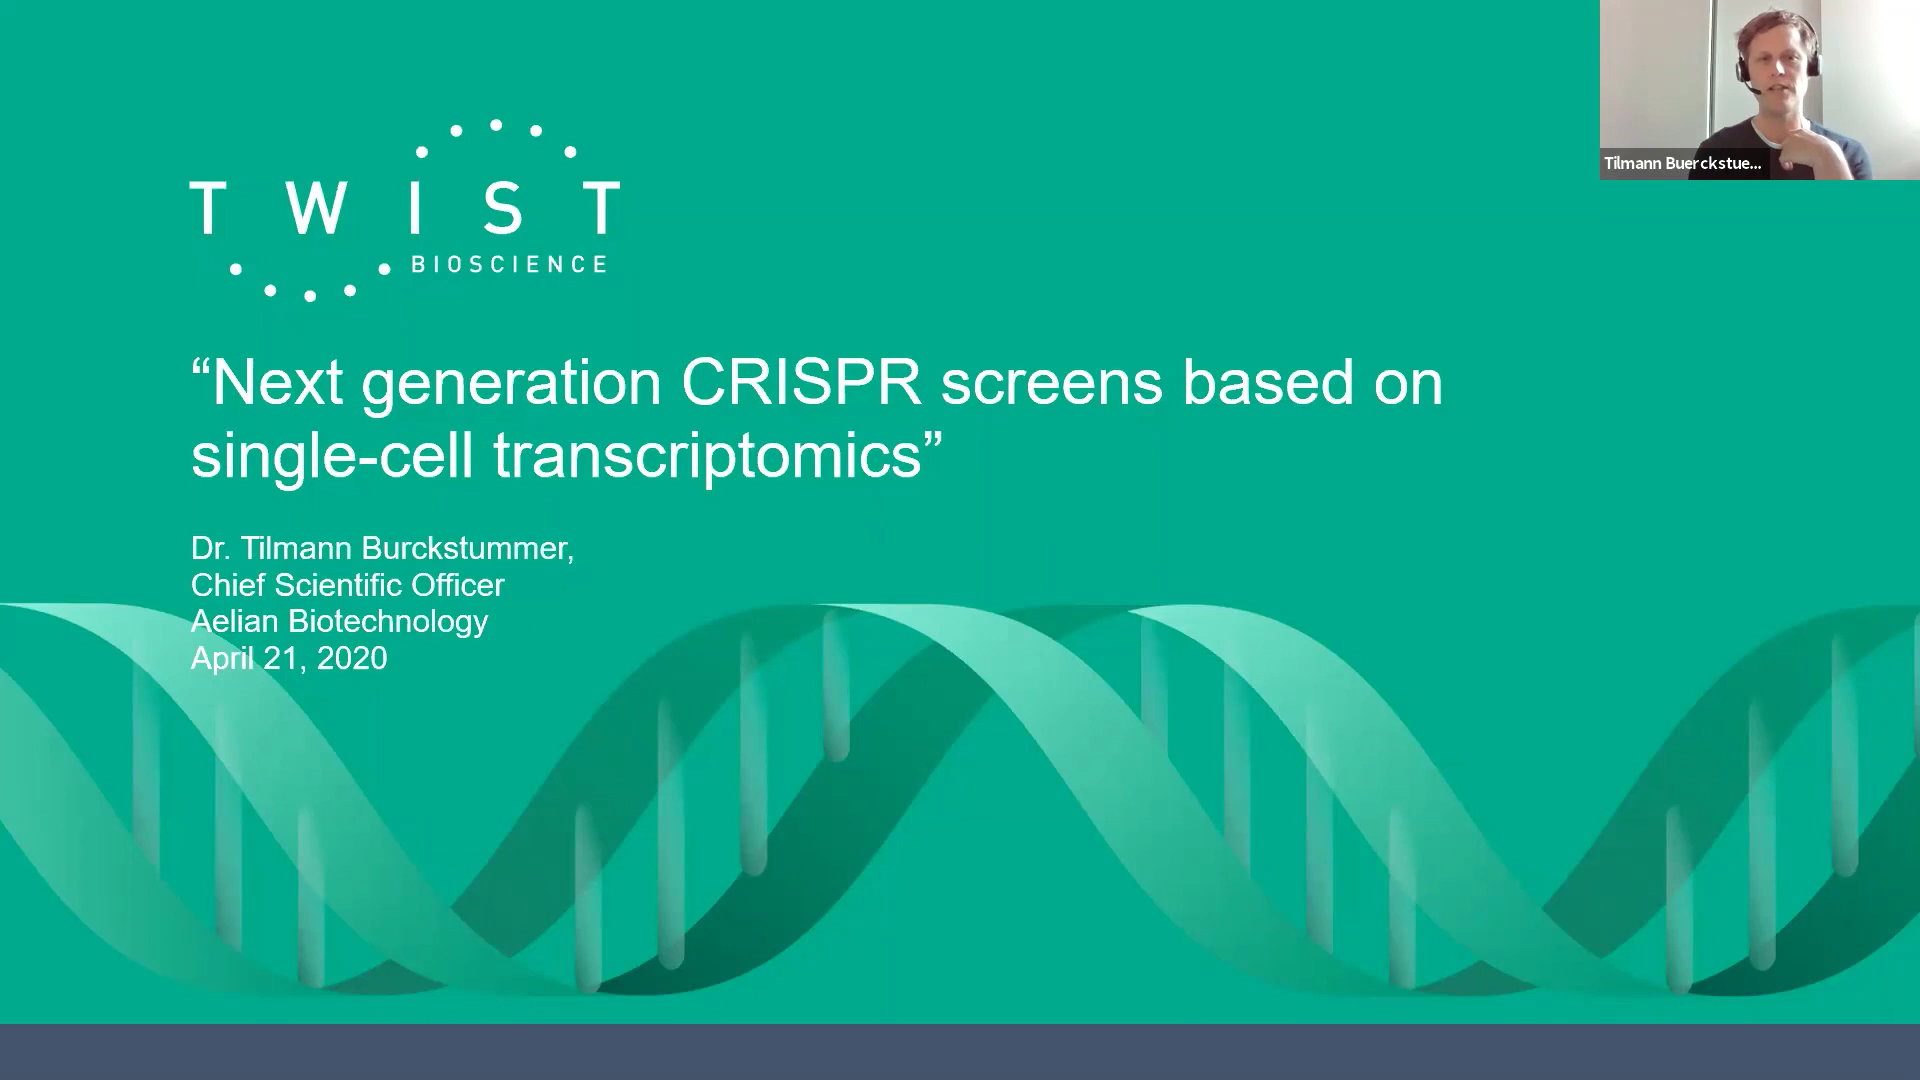 TWIST
BIOSCIENCE
“Next generation CRISPR screens based on
single-cell transcriptomics”
Dr. Tilmann Burckstummer,
Chief Scientific Officer
Aelian Biotechnology
April 21, 2020
Tilmann Buerckstue...